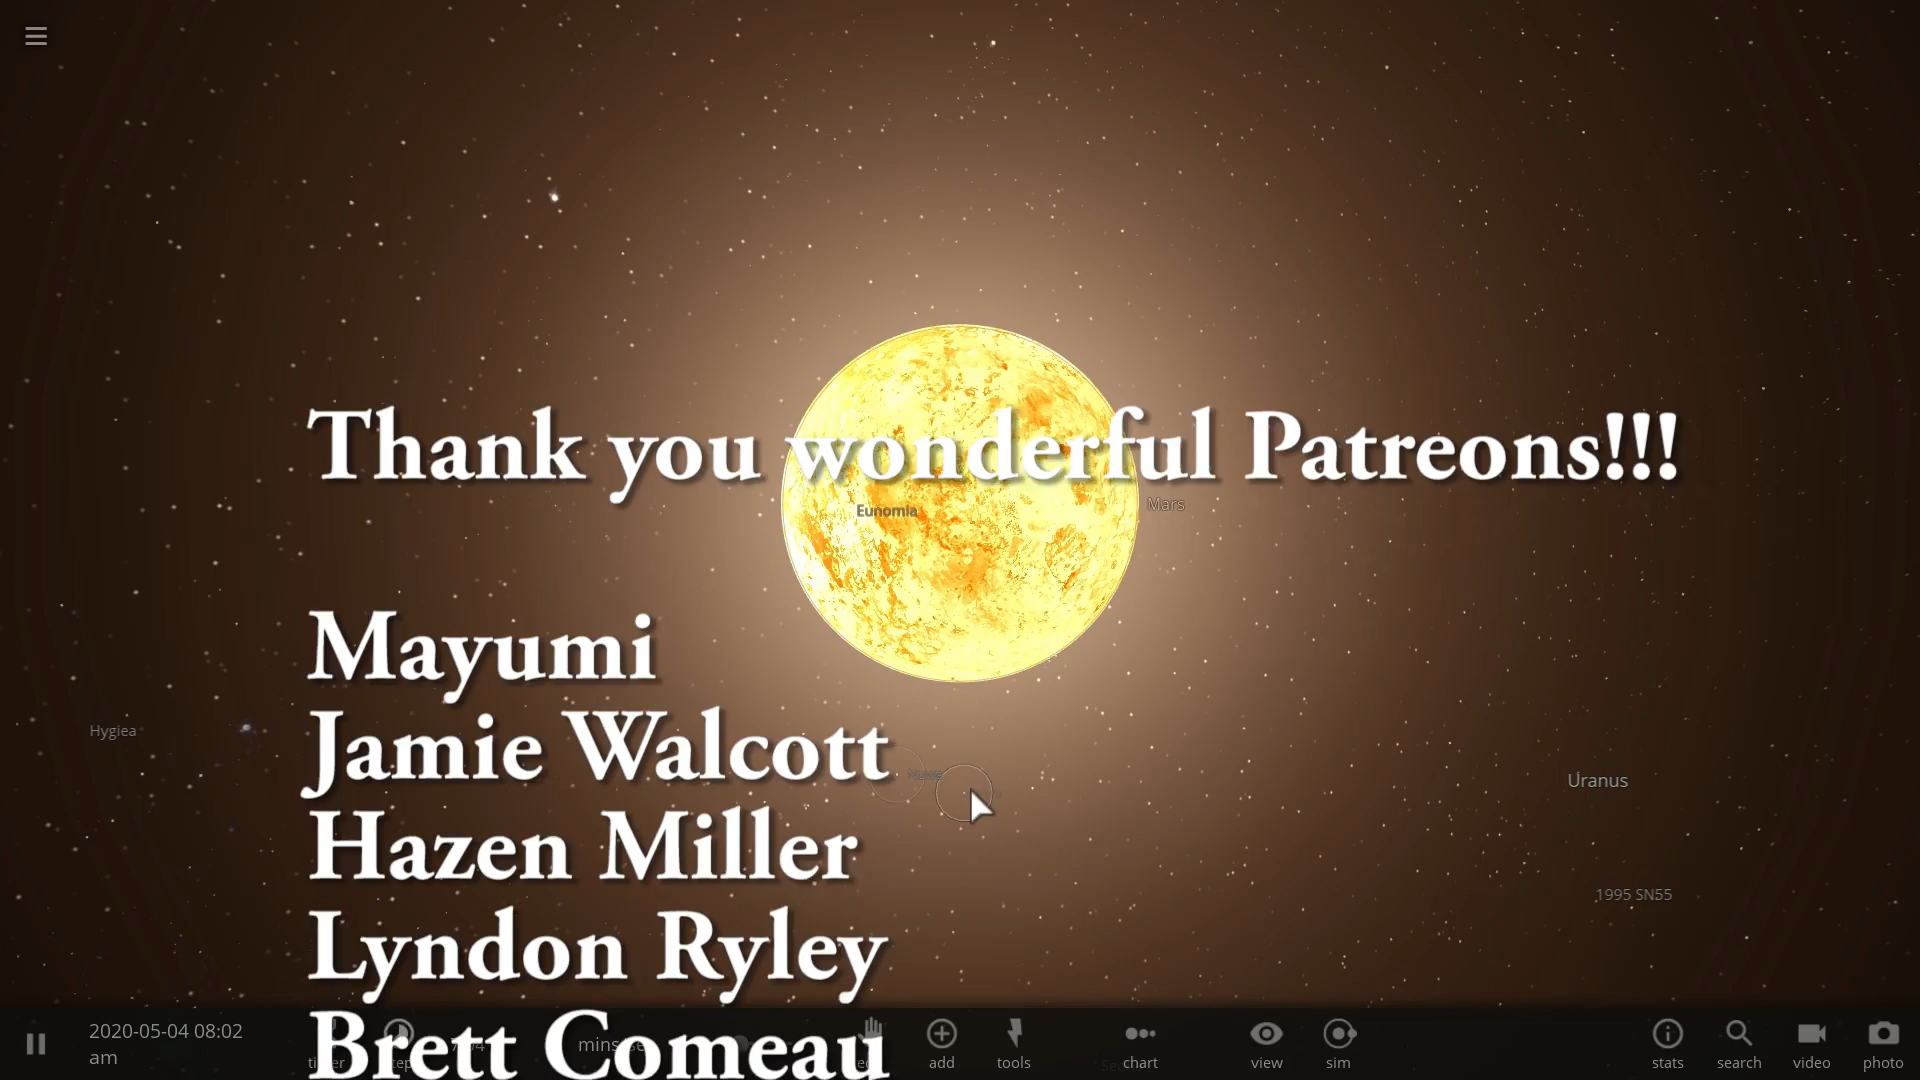 Thank you wonderful Patreons!!!
Eunomia
Mars
Mayumi
Jamie Walcott
Hygiea
Uranus
Hazen Miller
1995 SN55
Lyndon Ryley
Brett Comeau
2020-05-04 08:02
am
add
tools
chart
view
sim
stats
search
video
photo